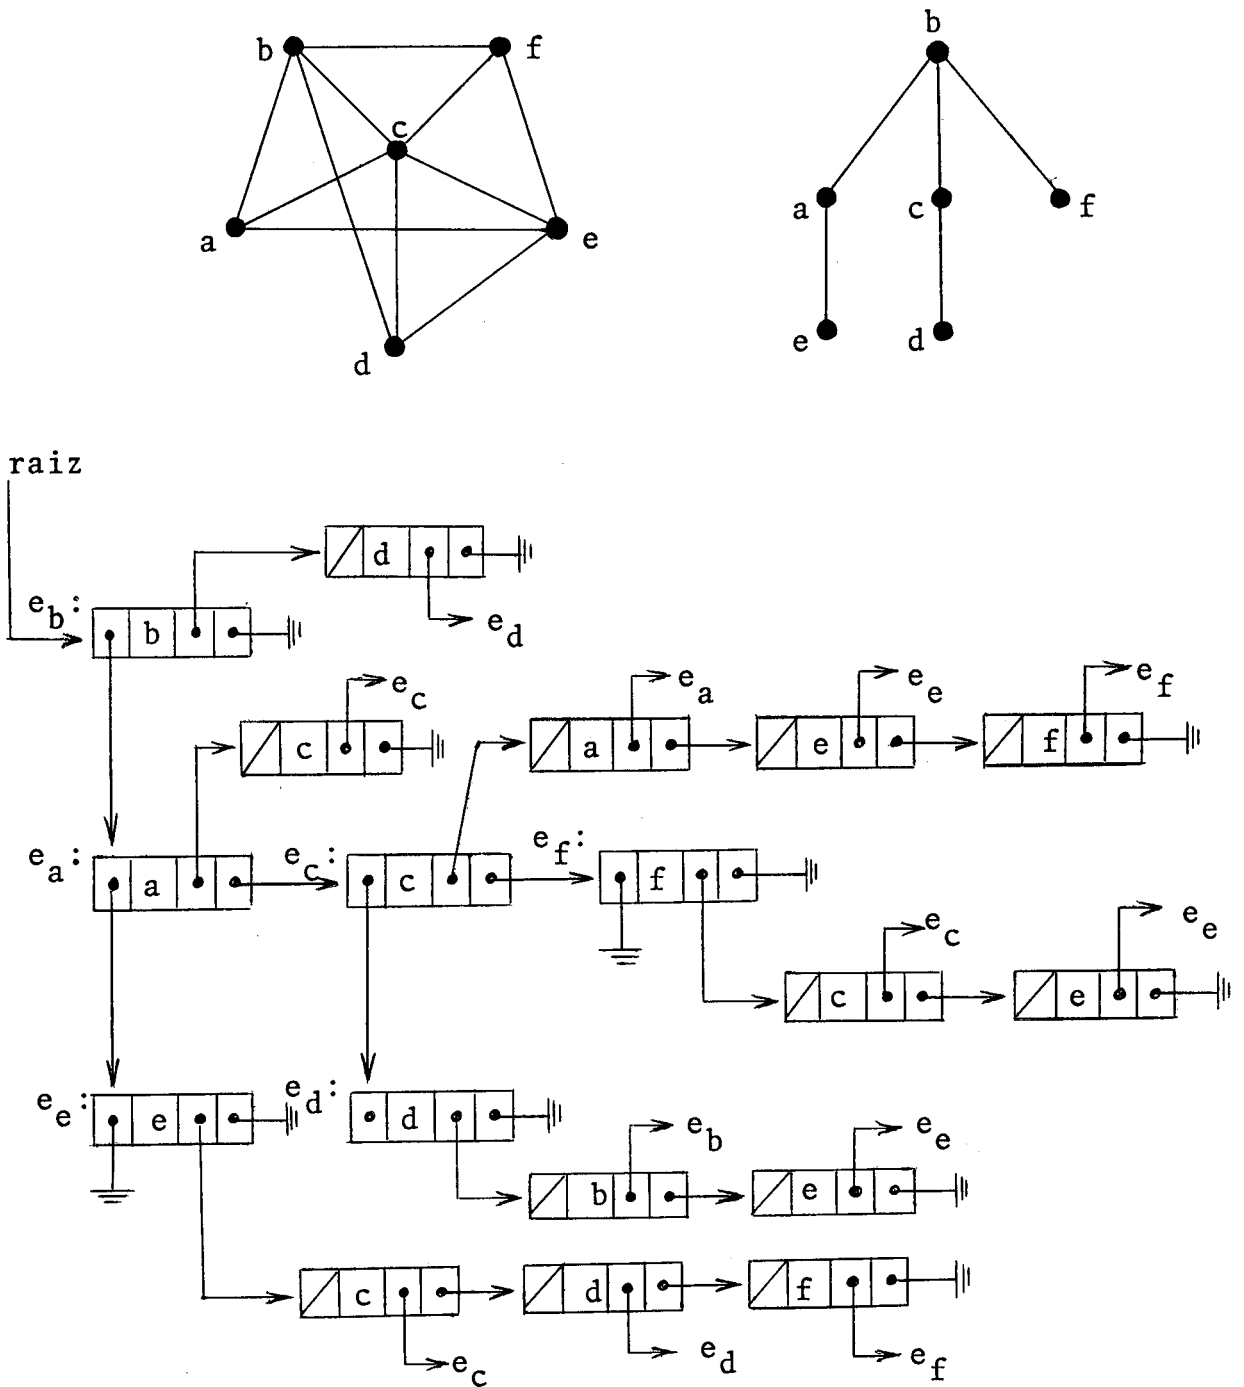 b
b f
c
a c f
a e
e d
d
raiz
d
e_b: b e_d
e_c e_a e_e e_f
c a e f
e_a: a e_c: c e_f: f
e_c e_e
c e
e_e: e e_d: d
e_b e_e
b e
c d f
e_c e_d e_f